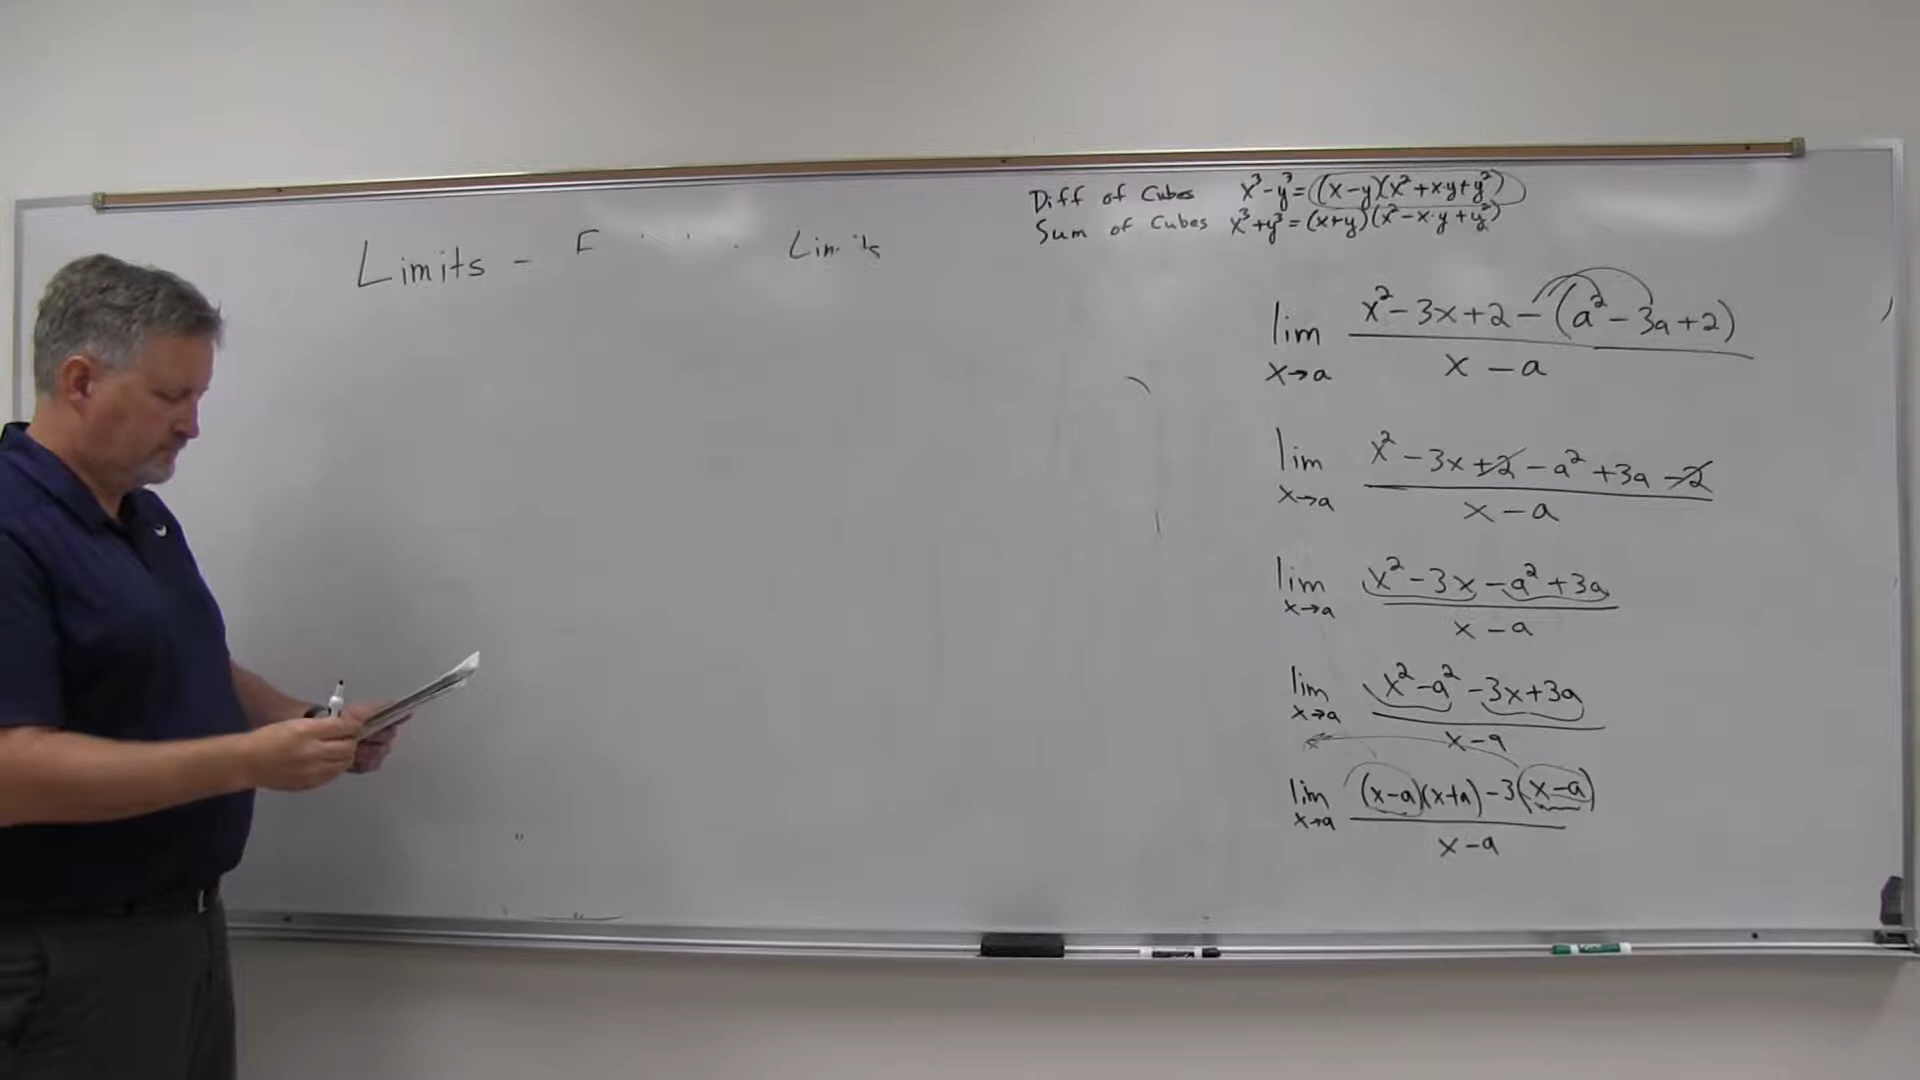 Limits - Limits
Diff of Cubes x³-y³=(x-y)(x²+xy+y²)
Sum of Cubes x³+y³=(x+y)(x²-x·y+y²)
lim x→a (x²-3x+2-(a²-3a+2))/(x-a)
lim x→a (x²-3x+2-a²+3a-2)/(x-a)
lim x→a (x²-3x-a²+3a)/(x-a)
lim x→a (x²-a²-3x+3a)/(x-a)
lim x→a ((x-a)(x+a)-3(x-a))/(x-a)